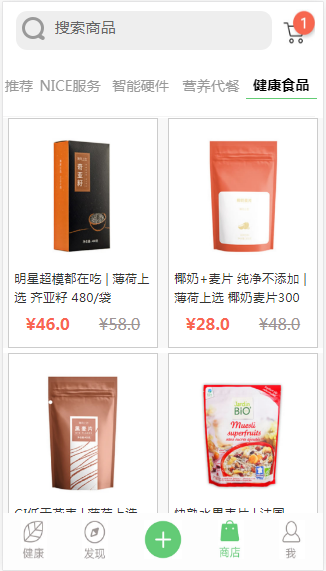 搜索商品
1
推荐 NICE服务 智能硬件 营养代餐 健康食品
奇亚籽
明星超模都在吃 | 薄荷上
选 齐亚籽 480/袋
¥46.0 ¥58.0
椰奶+麦片 纯净不添加 |
薄荷上选 椰奶麦片300
¥28.0 ¥48.0
燕麦片
Jardin
BiO
Muesli
superfruits
GI低于荞麦 | 薄荷上选
快熟水果麦片 | 法国
健康 发现 商店 我